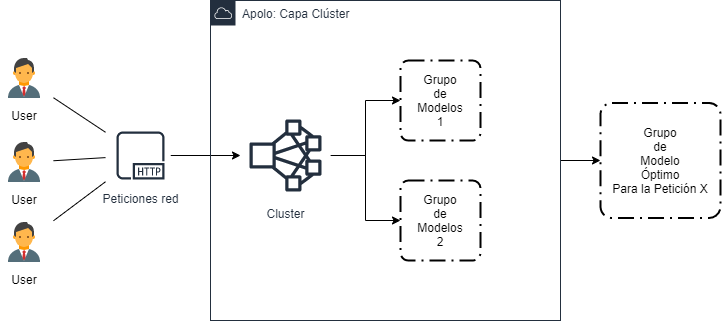 Apolo: Capa Clúster
User
User
User
HTTP
Peticiones red
Cluster
Grupo
de
Modelos
1
Grupo
de
Modelos
2
Grupo
de
Modelo
Óptimo
Para la Petición X